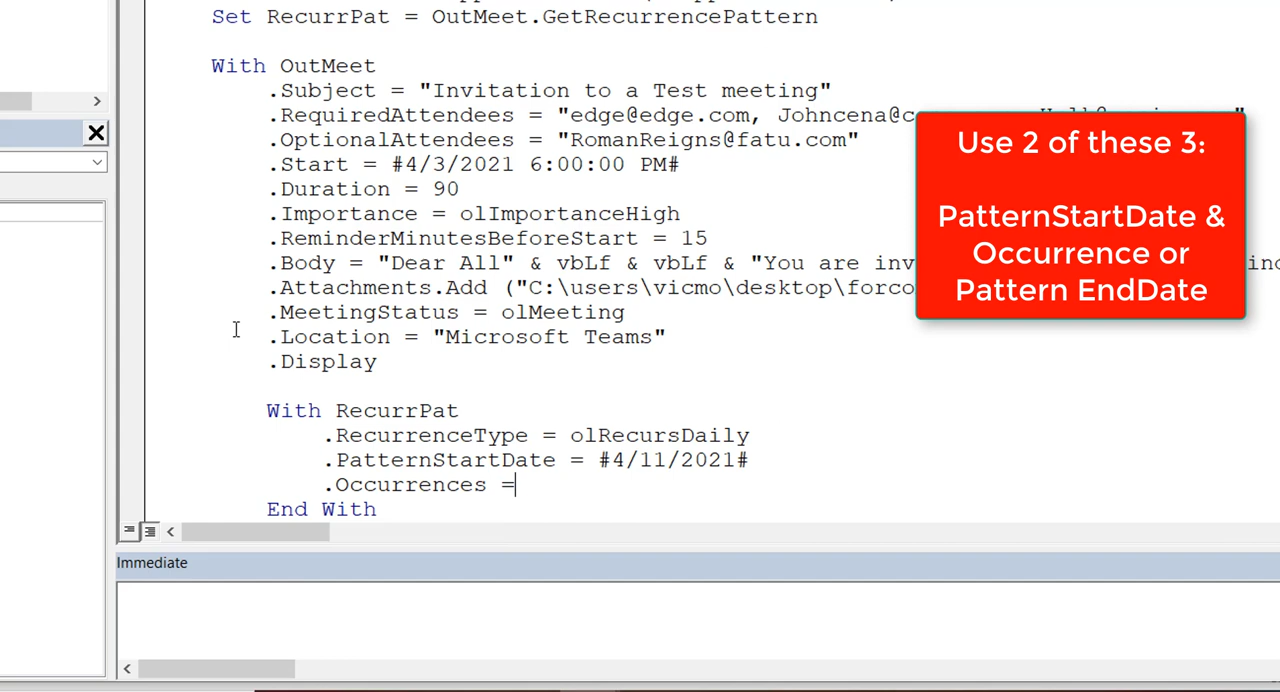 Set RecurrPat = OutMeet.GetRecurrencePattern
With OutMeet
.Subject = "Invitation to a Test meeting"
.RequiredAttendees = "edge@edge.com, Johncena@c
.OptionalAttendees = "RomanReigns@fatu.com"
.Start = #4/3/2021 6:00:00 PM#
.Duration = 90
.Importance = olImportanceHigh
.ReminderMinutesBeforeStart = 15
.Body = "Dear All" & vbLf & vbLf & "You are inv
.Attachments.Add ("C:\users\vicmo\desktop\forco
.MeetingStatus = olMeeting
.Location = "Microsoft Teams"
.Display
With RecurrPat
.RecurrenceType = olRecursDaily
.PatternStartDate = #4/11/2021#
.Occurrences =
End With
Use 2 of these 3:
PatternStartDate &
Occurrence or
Pattern EndDate
Immediate